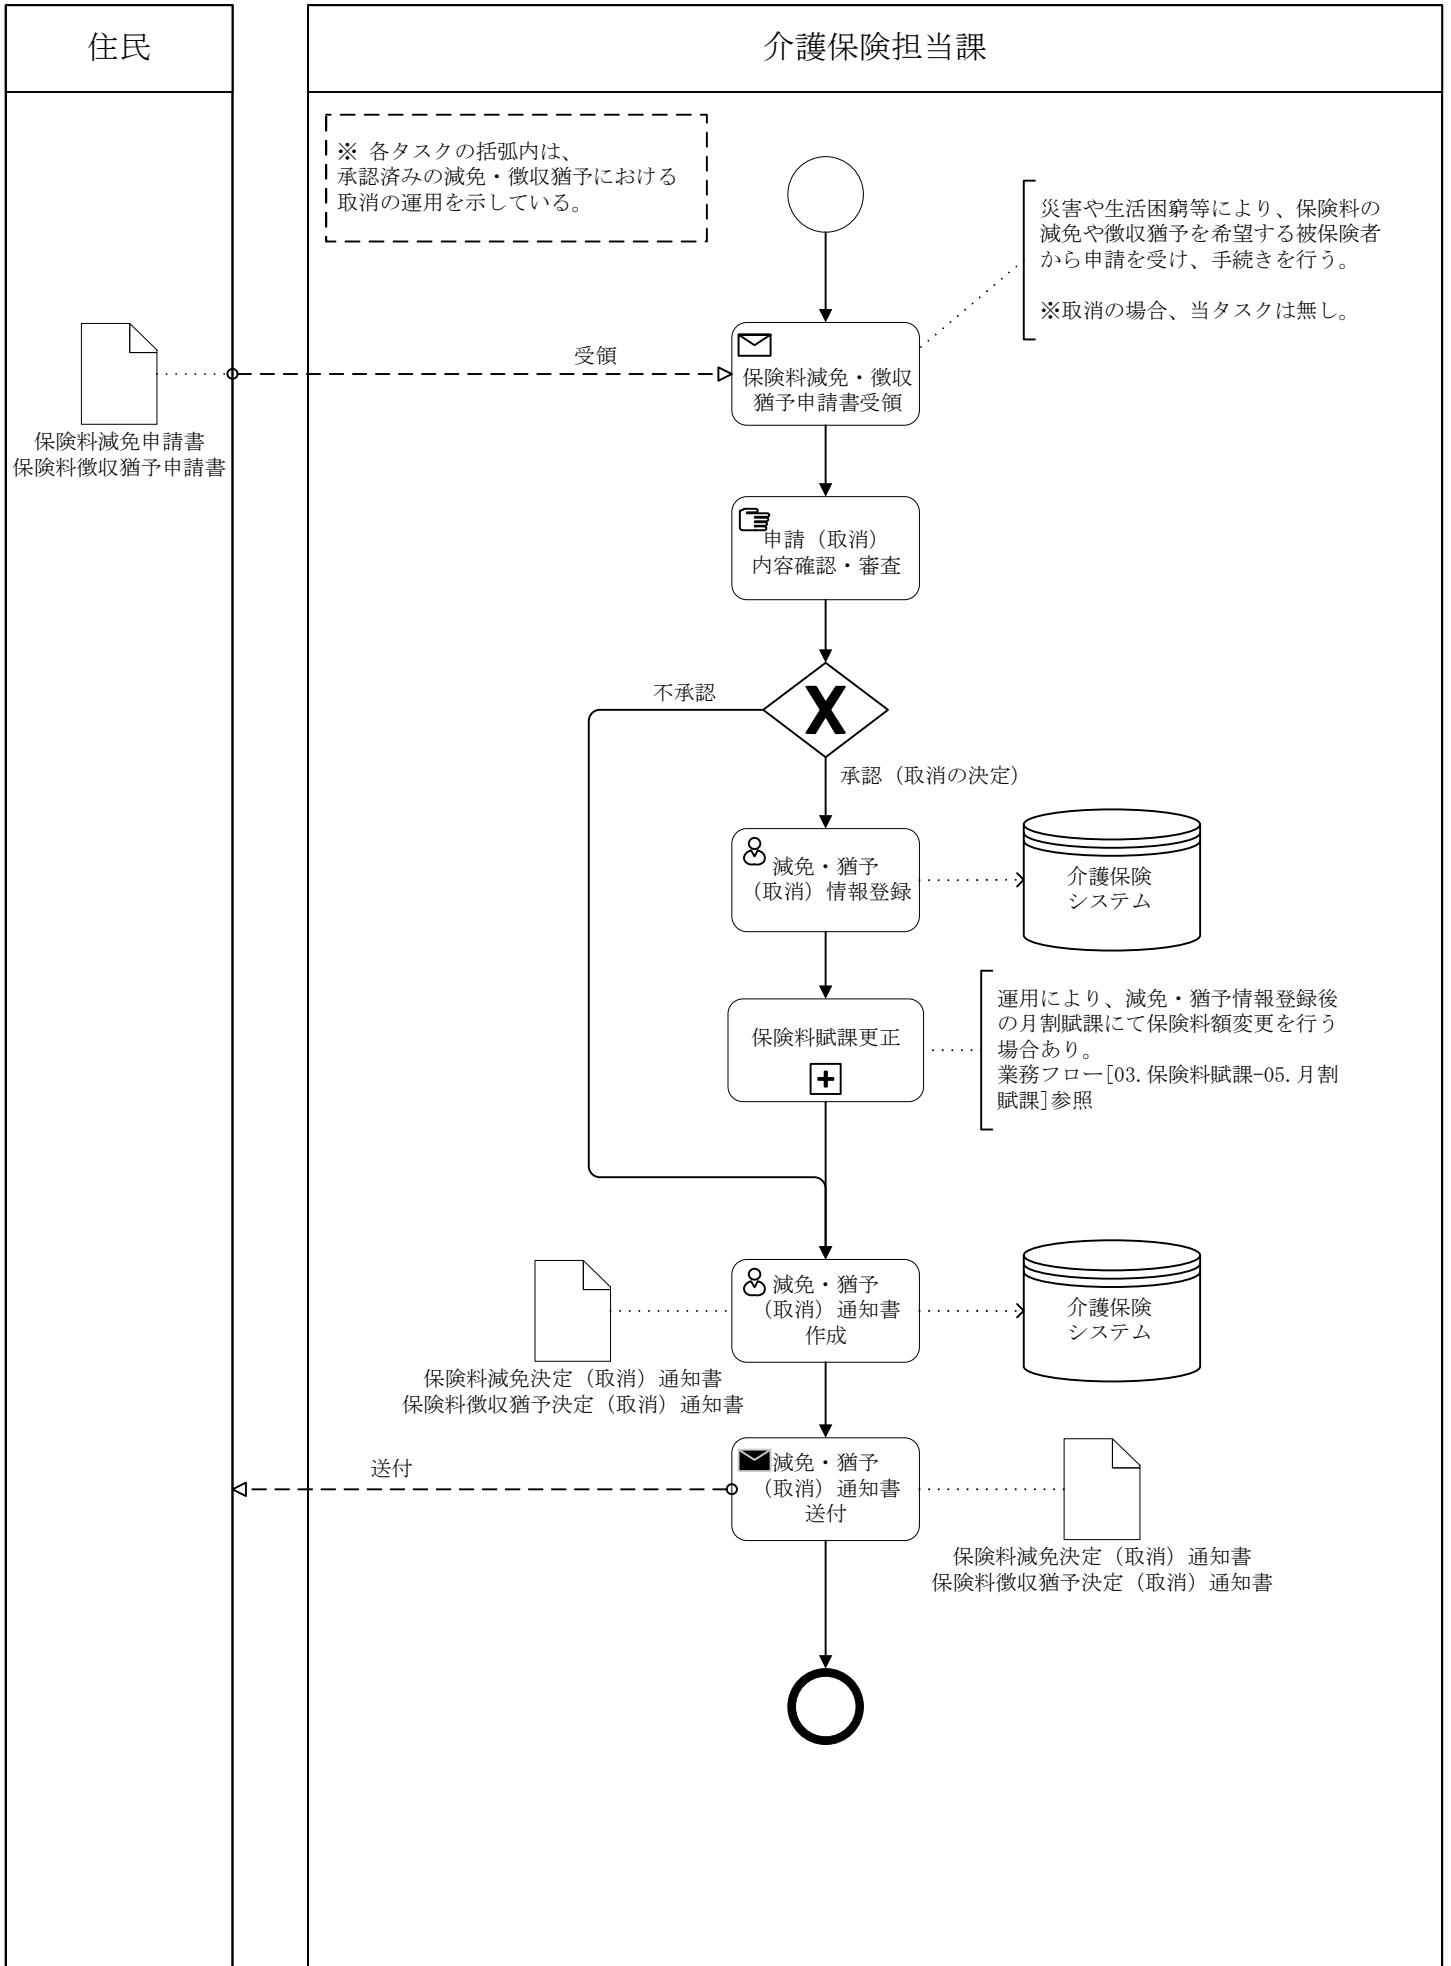 住民
介護保険担当課
※ 各タスクの括弧内は、
承認済みの減免・徴収猶予における
取消の運用を示している。
災害や生活困窮等により、保険料の
減免や徴収猶予を希望する被保険者
から申請を受け、手続きを行う。
※取消の場合、当タスクは無し。
受領
保険料減免・徴収
猶予申請書受領
保険料減免申請書
保険料徴収猶予申請書
申請（取消）
内容確認・審査
不承認
承認（取消の決定）
減免・猶予
（取消）情報登録
介護保険
システム
保険料賦課更正
運用により、減免・猶予情報登録後
の月割賦課にて保険料額変更を行う
場合あり。
業務フロー[03.保険料賦課-05.月割
賦課]参照
減免・猶予
（取消）通知書
作成
介護保険
システム
保険料減免決定（取消）通知書
保険料徴収猶予決定（取消）通知書
送付
減免・猶予
（取消）通知書
送付
保険料減免決定（取消）通知書
保険料徴収猶予決定（取消）通知書